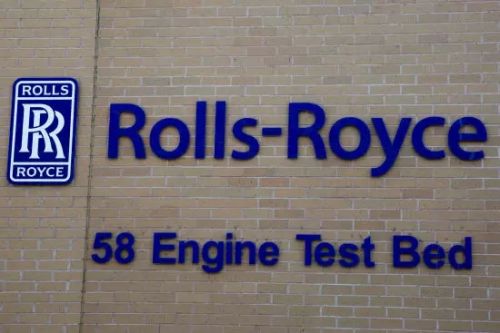 ROLLS
RR
ROYCE
Rolls-Royce
58 Engine Test Bed